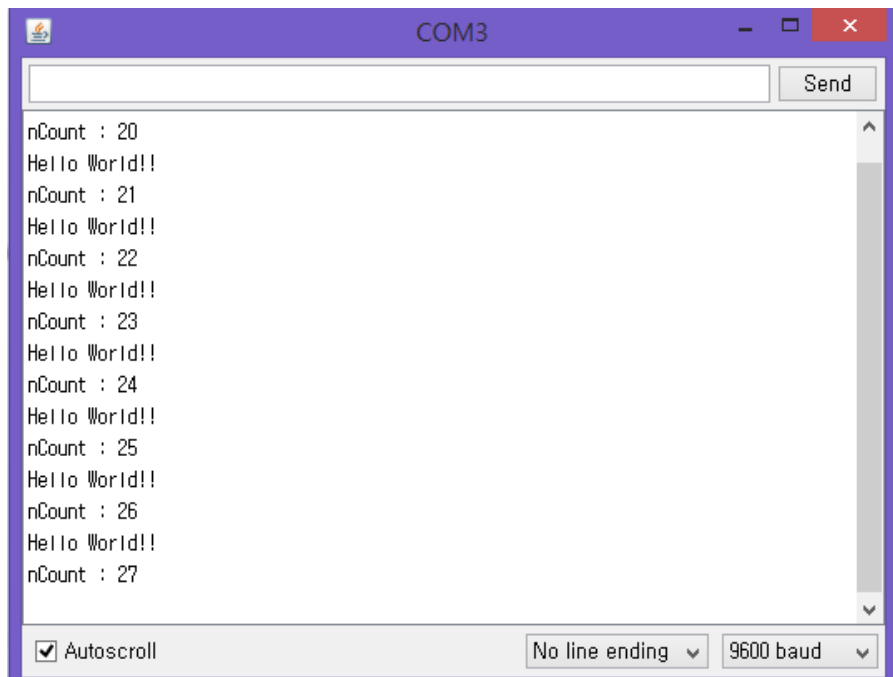 COM3
Send
nCount : 20
Hello World!!
nCount : 21
Hello World!!
nCount : 22
Hello World!!
nCount : 23
Hello World!!
nCount : 24
Hello World!!
nCount : 25
Hello World!!
nCount : 26
Hello World!!
nCount : 27
Autoscroll
No line ending
9600 baud